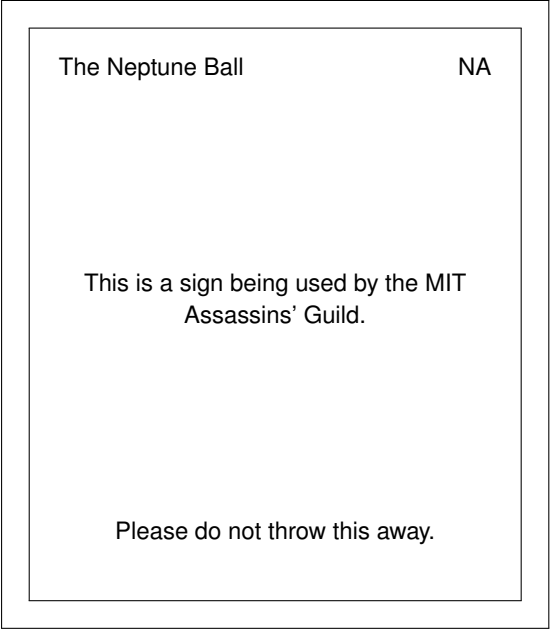 The Neptune Ball NA
This is a sign being used by the MIT
Assassins' Guild.
Please do not throw this away.